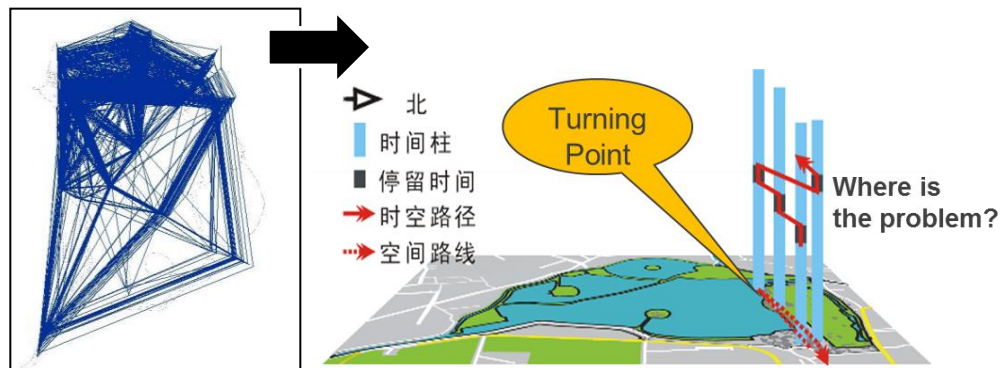 北
时间柱
停留时间
时空路径
空间路线
Turning
Point
Where is
the problem?